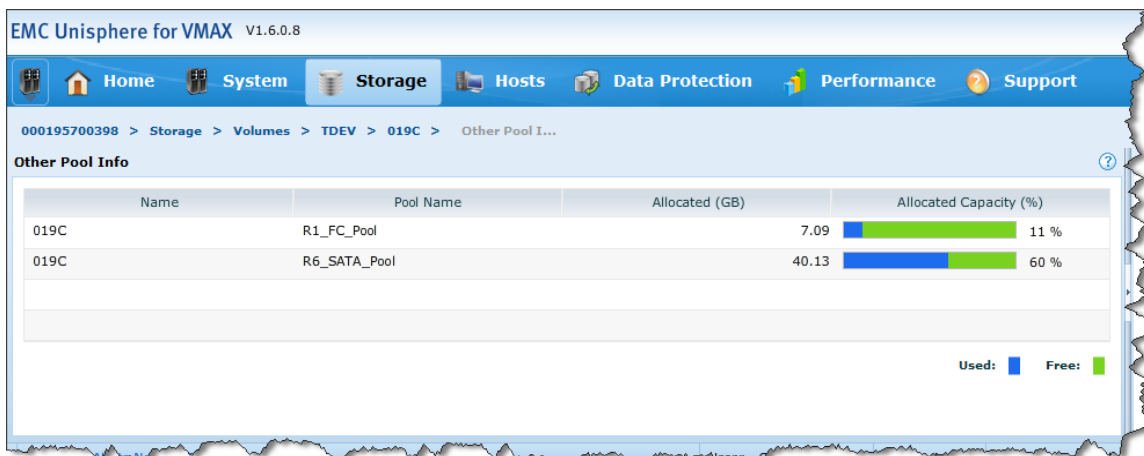 EMC Unisphere for VMAX V1.6.0.8
Home System Storage Hosts Data Protection Performance Support
000195700398 > Storage > Volumes > TDEV > 019C > Other Pool I...
Other Pool Info
Name Pool Name Allocated (GB) Allocated Capacity (%)
019C R1_FC_Pool 7.09 11 %
019C R6_SATA_Pool 40.13 60 %
Used: Free: